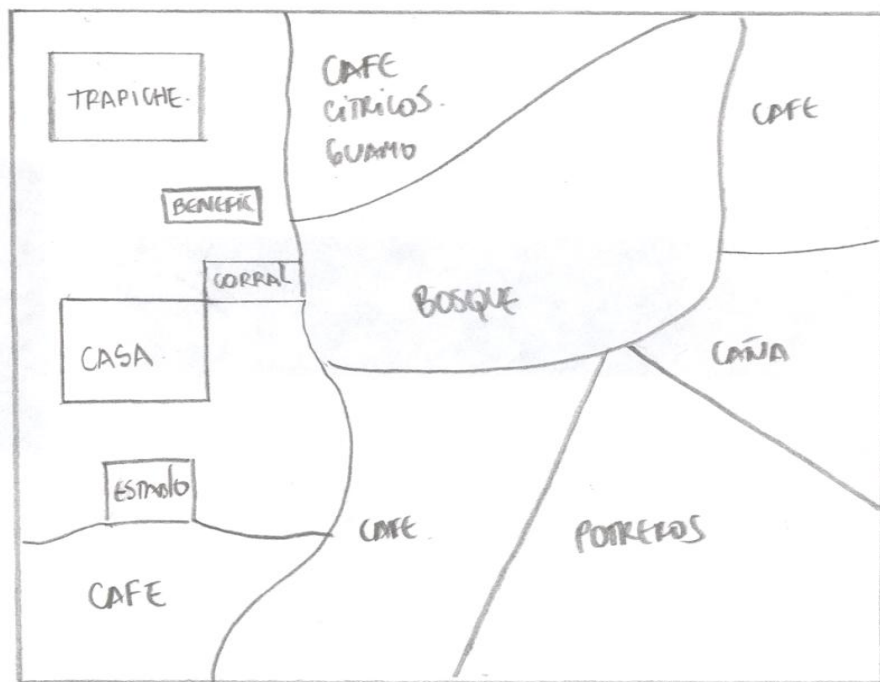 TRAPICHE.
CAFE
CITRICOS.
GUAMO
CAFE
BENEFIC
CORRAL
BOSQUE
CASA
CAÑA
ESTABLO
CAFE
POTREROS
CAFE